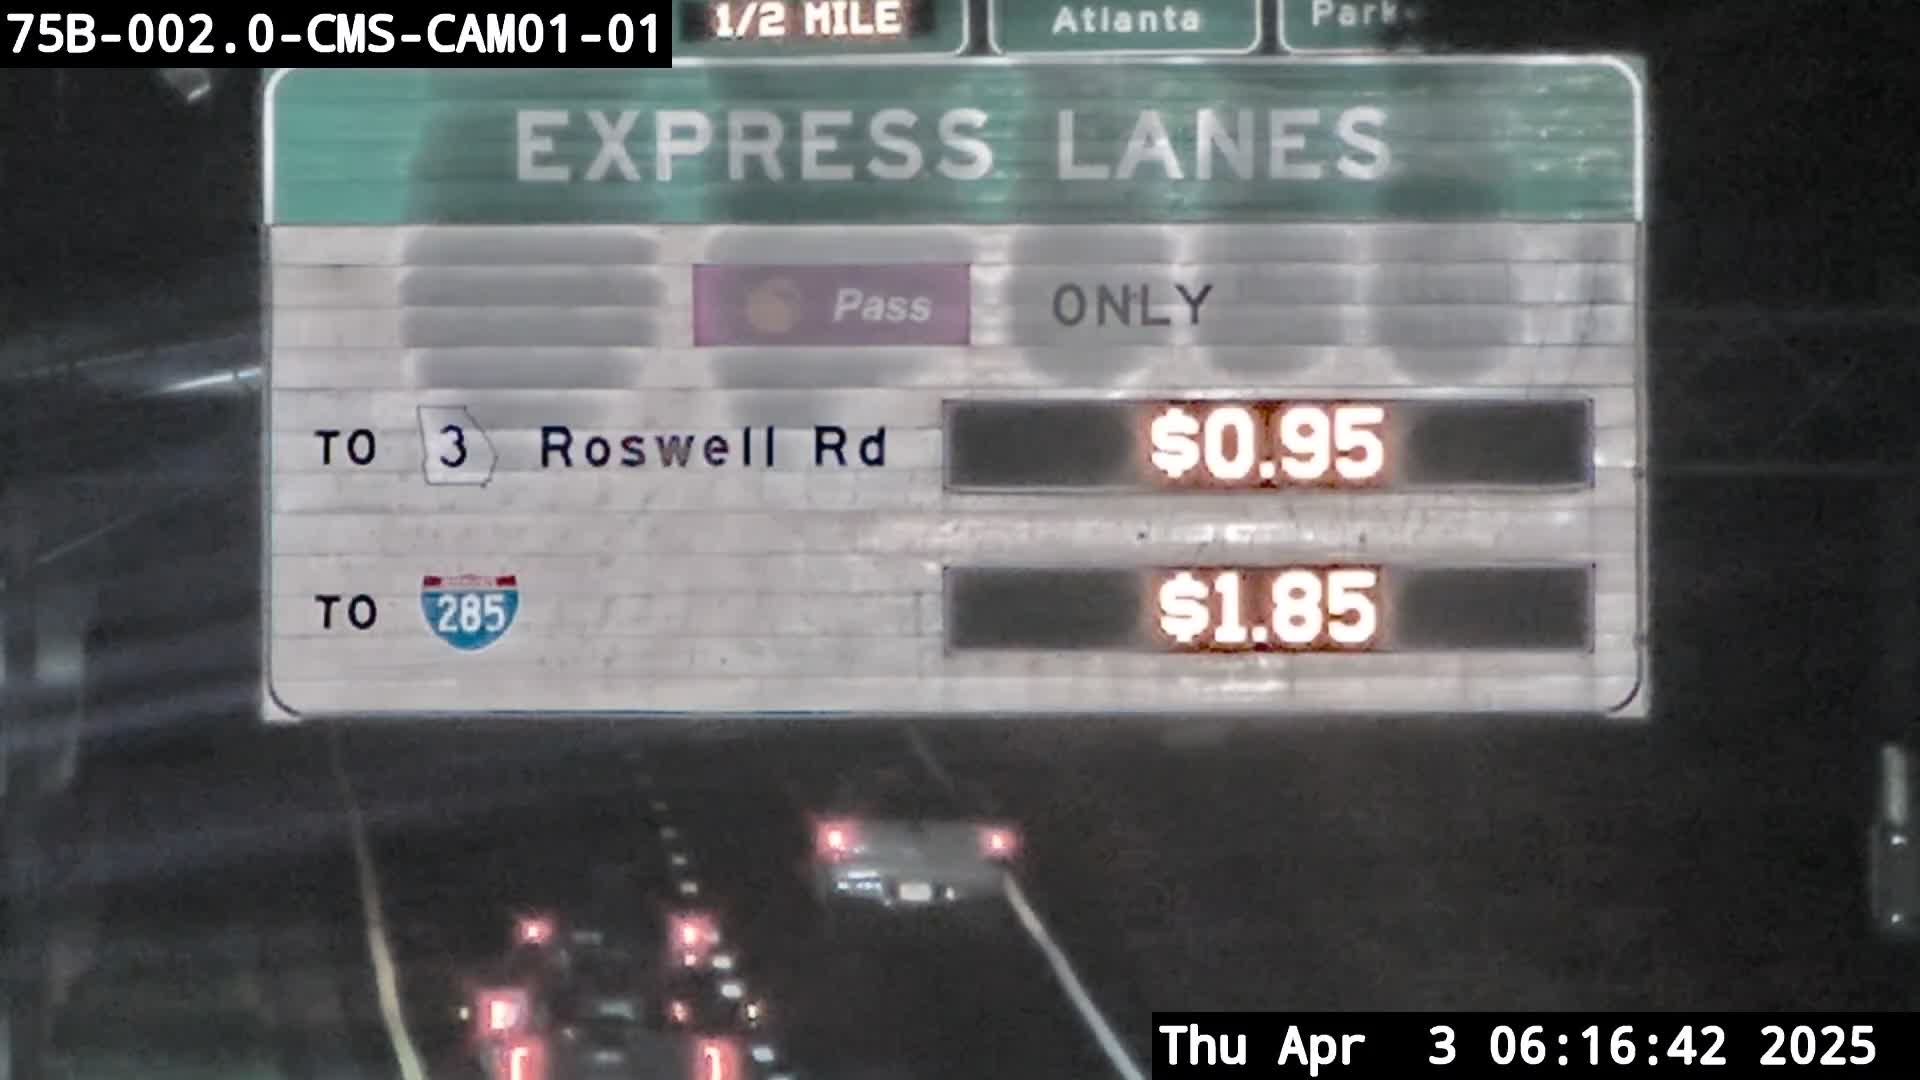 75B-002.0-CMS-CAM01-01
1/2 MILE
Atlanta
Park
EXPRESS LANES
Pass ONLY
TO 3 Roswell Rd $0.95
TO 285 $1.85
Thu Apr 3 06:16:42 2025